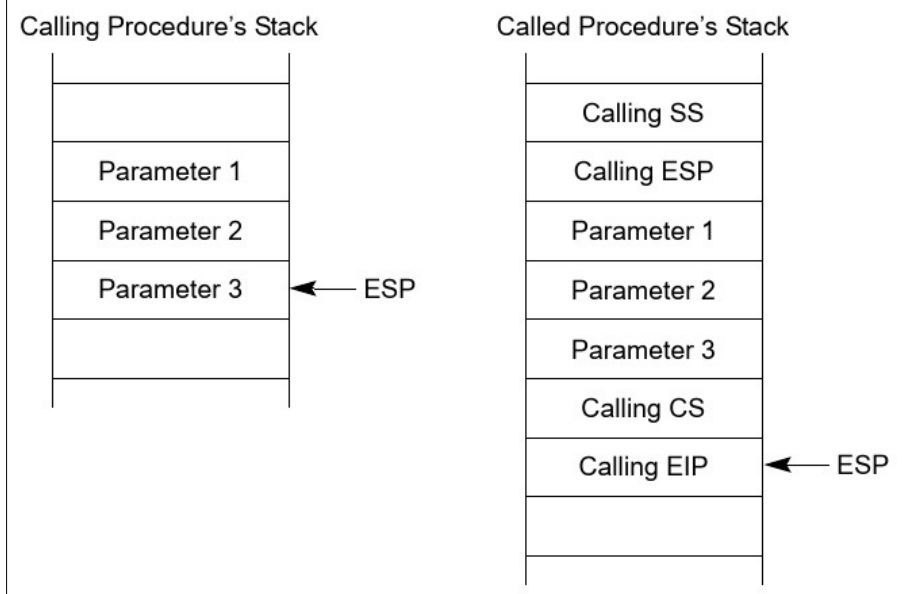 Calling Procedure’s Stack
Parameter 1
Parameter 2
Parameter 3
ESP
Called Procedure’s Stack
Calling SS
Calling ESP
Parameter 1
Parameter 2
Parameter 3
Calling CS
Calling EIP
ESP